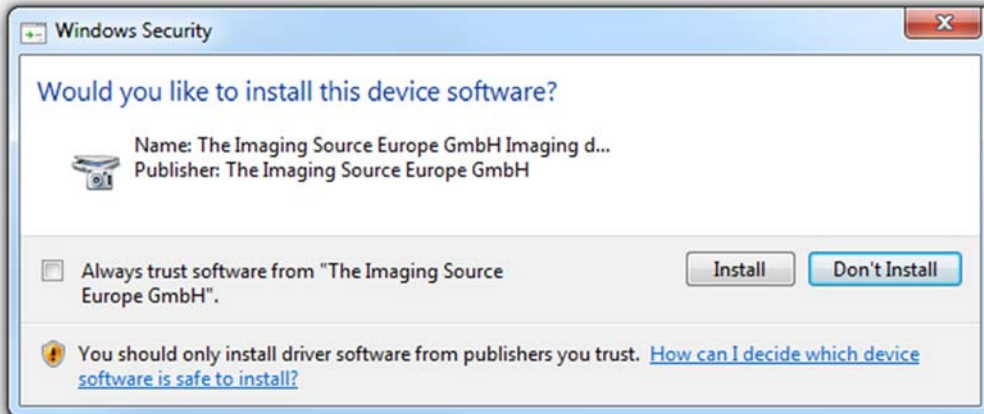 Windows Security
Would you like to install this device software?
Name: The Imaging Source Europe GmbH Imaging d...
Publisher: The Imaging Source Europe GmbH
Always trust software from "The Imaging Source
Europe GmbH".
Install
Don't Install
You should only install driver software from publishers you trust. How can I decide which device
software is safe to install?